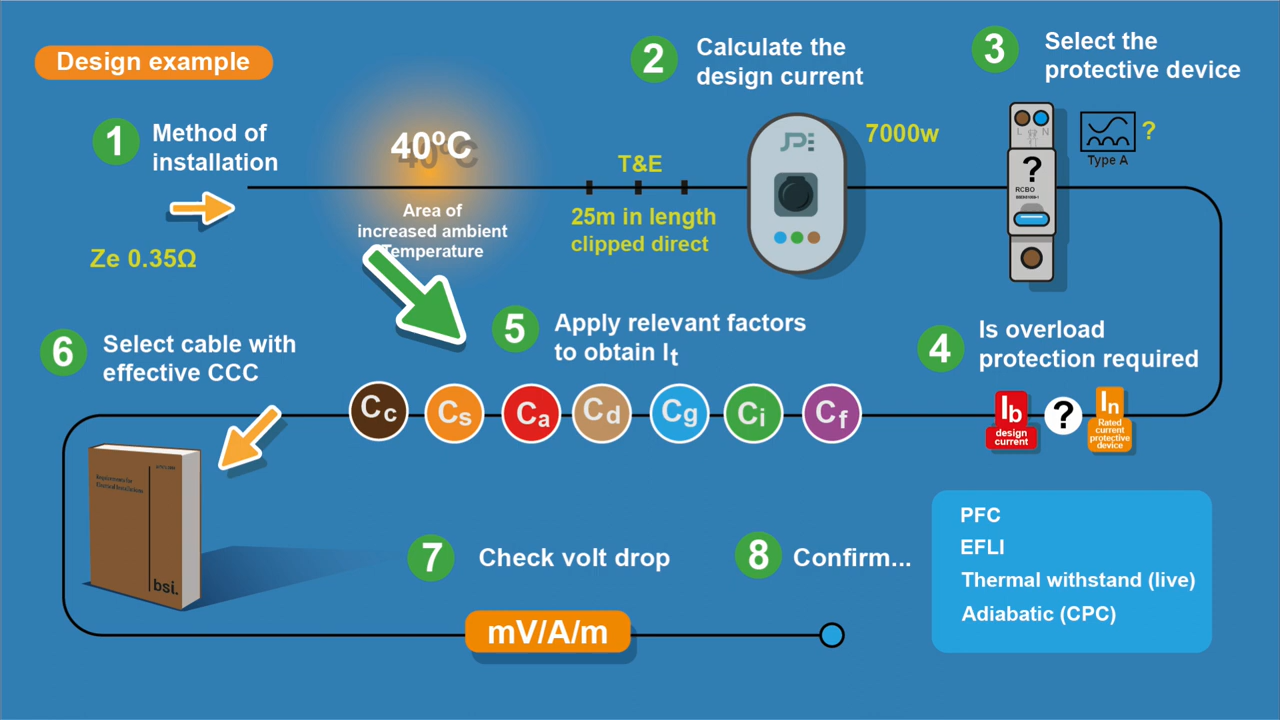 Design example
1
Method of
installation
Ze 0.35Ω
40ºC
Area of
increased ambient
Temperature
T&E
25m in length
clipped direct
2
Calculate the
design current
7000w
3
Select the
protective device
L N
?
RCBO
Type A
?
4
Is overload
protection required
Ib
design
current
?
In
Rated
current
protective
device
5
Apply relevant factors
to obtain It
Cc
Cs
Ca
Cd
Cg
Ci
Cf
6
Select cable with
effective CCC
Requirements for
Electrical Installations
bsi.
7
Check volt drop
mV/A/m
8
Confirm...
PFC
EFLI
Thermal withstand (live)
Adiabatic (CPC)